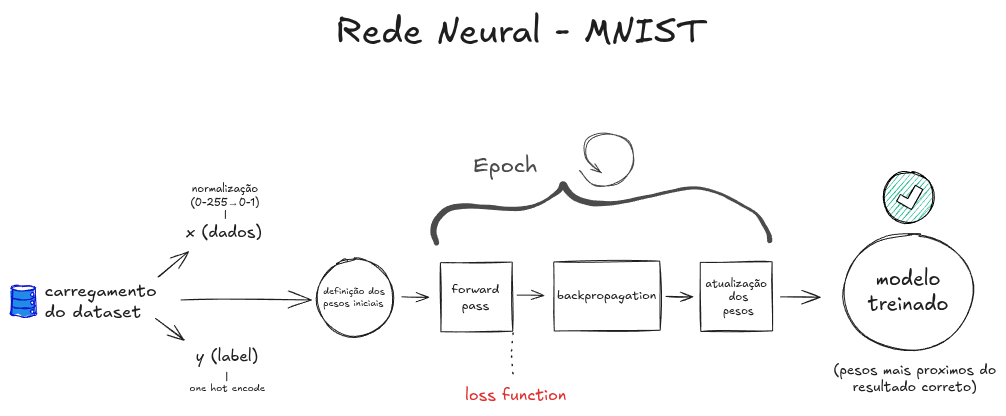 Rede Neural - MNIST
Epoch
normalização
(0-255→0-1)
x (dados)
carregamento
do dataset
y (label)
one hot encode
definição dos
pesos iniciais
forward
pass
loss function
backpropagation
atualização
dos
pesos
modelo
treinado
(pesos mais proximos do
resultado correto)